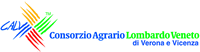 CALV
Consorzio Agrario Lombardo Veneto
di Verona e Vicenza